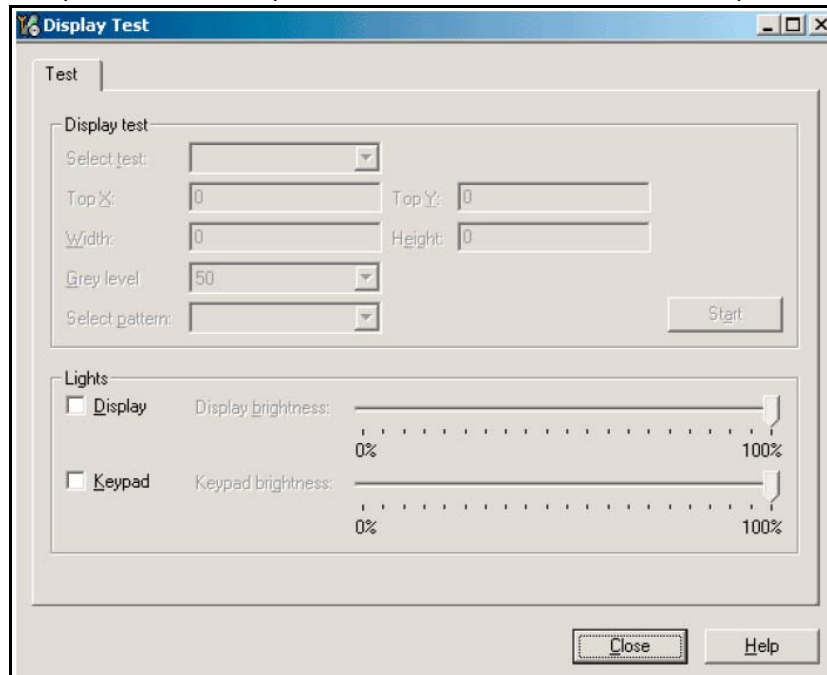 Display Test
Test
Display test
Select test:
Top X: 0 Top Y: 0
Width: 0 Height: 0
Grey level 50
Select pattern: Start
Lights
Display Display brightness:
0% 100%
Keypad Keypad brightness:
0% 100%
Close Help